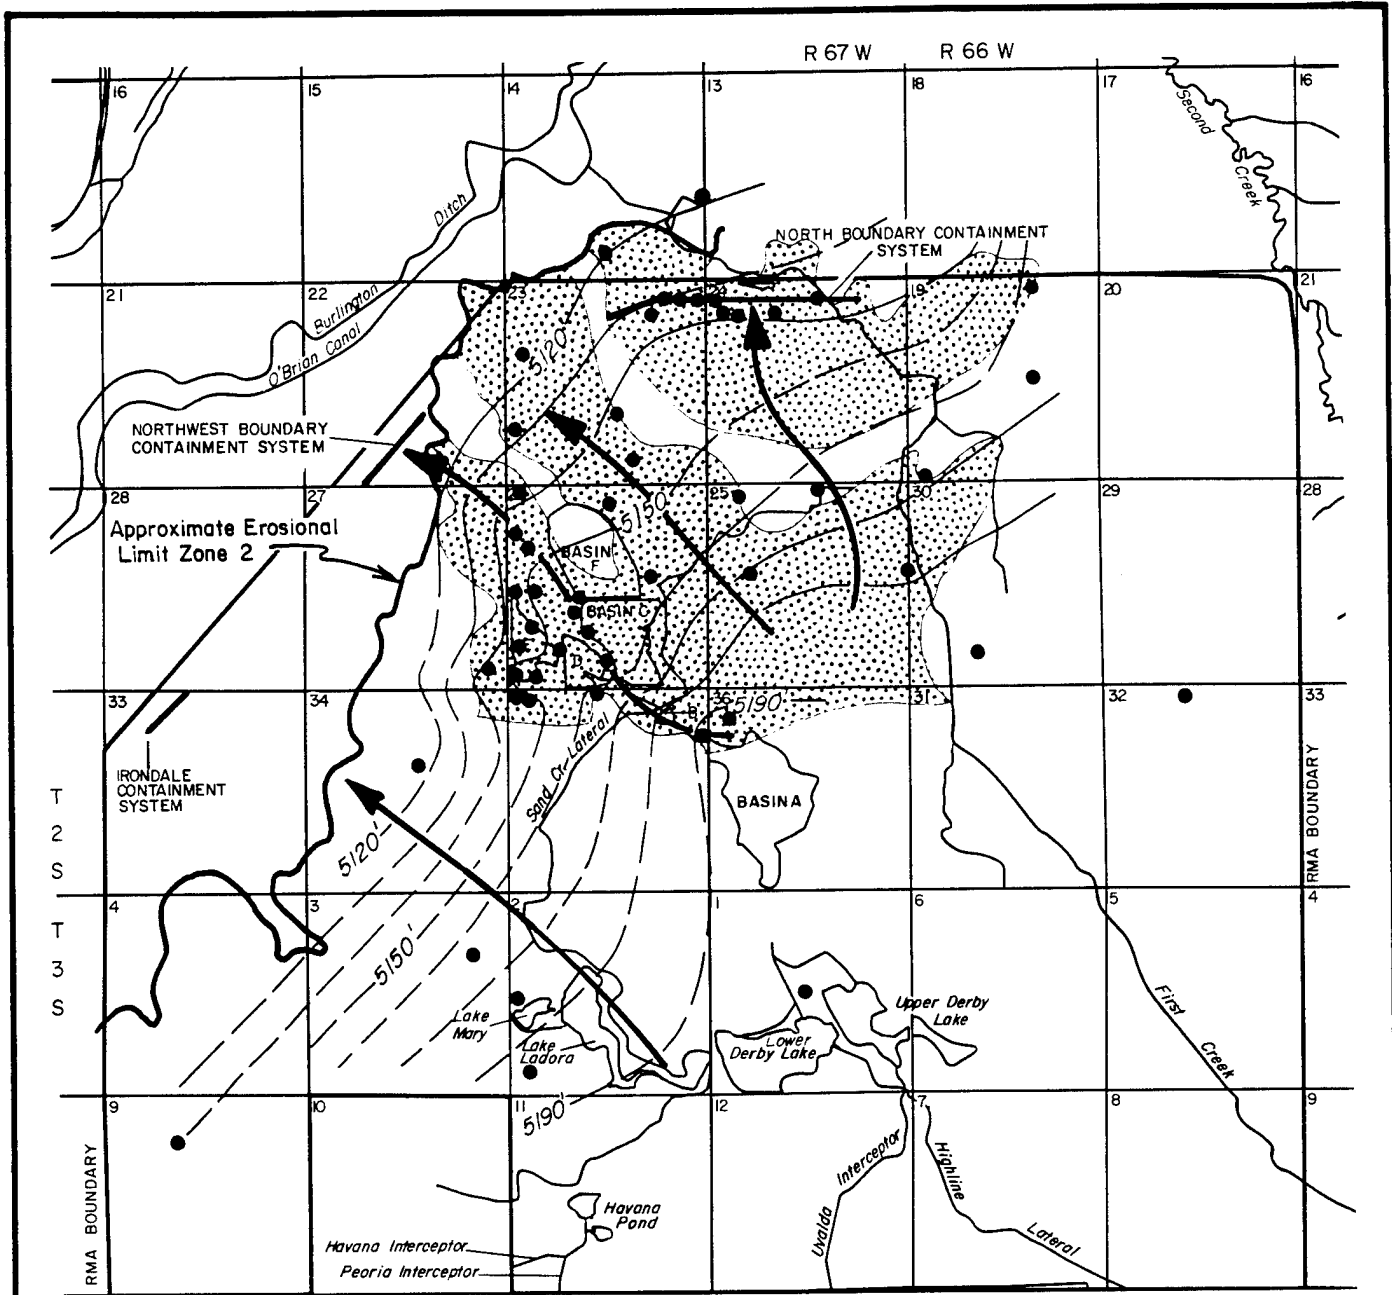 R 67 W R 66 W
16 15 14 13 18 17 16
Second
Creek
Ditch
Burlington
O'Brian Canal
NORTH BOUNDARY CONTAINMENT
SYSTEM
21 22 23 24 19 20 21
5120'
NORTHWEST BOUNDARY
CONTAINMENT SYSTEM
28 27 25 30 29 28
5150'
Approximate Erosional
Limit Zone 2
BASIN
F
BASIN C
D
E
B
33 34 36 31 32 33
5190'
Sand Cr. Lateral
IRONDALE
CONTAINMENT
SYSTEM
BASIN A
RMA BOUNDARY
T
2
S
5120'
4 3 2 1 6 5 4
T
3
S
5150'
First
Creek
Lake
Mary
Lake
Ladora
Lower
Derby Lake
Upper Derby
Lake
9 10 11 12 7 8 9
5190'
RMA BOUNDARY
Uvalda
Interceptor
Highline
Lateral
Havana
Pond
Havana Interceptor
Peoria Interceptor